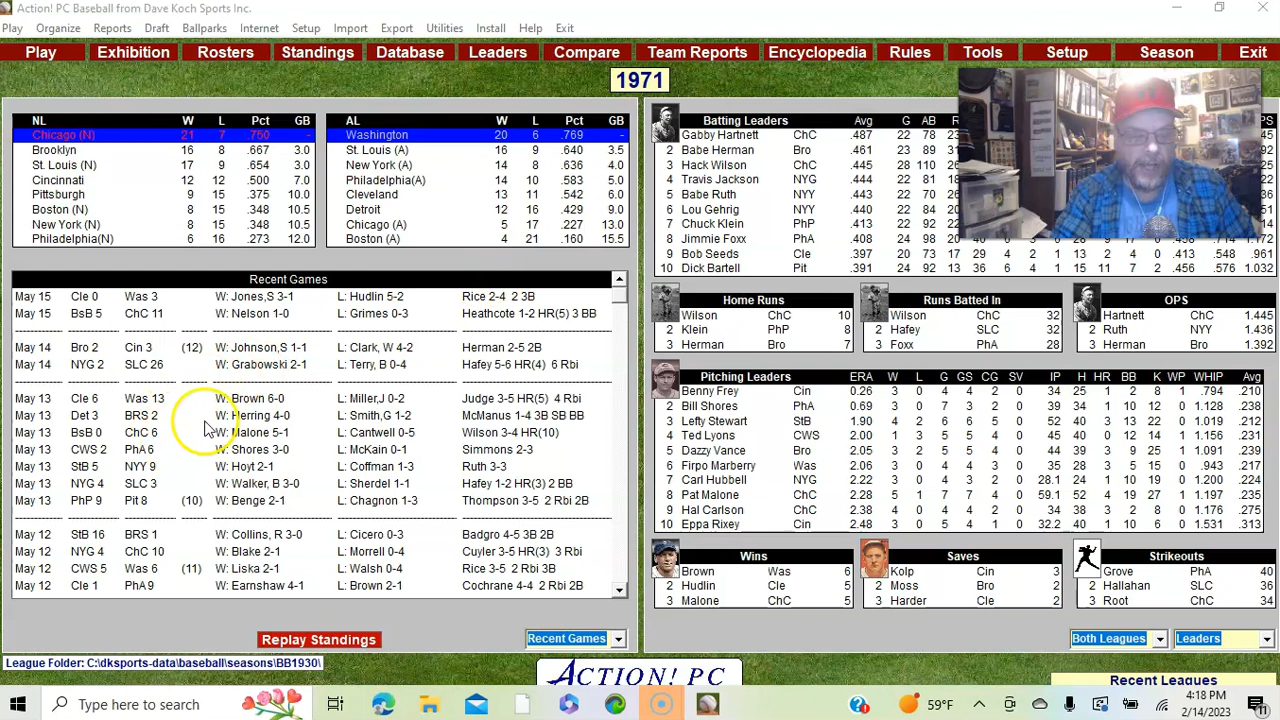 Action! PC Baseball from Dave Koch Sports Inc.
Play Organize Reports Draft Ballparks Internet Setup Import Export Utilities Install Help Exit
Play Exhibition Rosters Standings Database Leaders Compare Team Reports Encyclopedia Rules Tools Setup Season Exit
1971
NL W L Pct GB
Chicago (N) 21 7 .750 -
Brooklyn 16 8 .667 3.0
St. Louis (N) 17 9 .654 3.0
Cincinnati 12 12 .500 7.0
Pittsburgh 9 15 .375 10.0
Boston (N) 8 15 .348 10.5
New York (N) 8 15 .348 10.5
Philadelphia(N) 6 16 .273 12.0
AL W L Pct GB
Washington 20 6 .769 -
St. Louis (A) 16 9 .640 3.5
New York (A) 14 8 .636 4.0
Philadelphia(A) 14 10 .583 5.0
Cleveland 13 11 .542 6.0
Detroit 12 16 .429 9.0
Chicago (A) 5 17 .227 13.0
Boston (A) 4 21 .160 15.5
Recent Games
May 15 Cle 0 Was 3 W: Jones,S 3-1 L: Hudlin 5-2 Rice 2-4 2 3B
May 15 BsB 5 ChC 11 W: Nelson 1-0 L: Grimes 0-3 Heathcote 1-2 HR(5) 3 BB
May 14 Bro 2 Cin 3 (12) W: Johnson,S 1-1 L: Clark, W 4-2 Herman 2-5 2B
May 14 NYG 2 SLC 26 W: Grabowski 2-1 L: Terry, B 0-4 Hafey 5-6 HR(4) 6 Rbi
May 13 Cle 6 Was 13 W: Brown 6-0 L: Miller,J 0-2 Judge 3-5 HR(5) 4 Rbi
May 13 Det 3 BRS 2 W: Herring 4-0 L: Smith,G 1-2 McManus 1-4 3B SB BB
May 13 BsB 0 ChC 6 W: Malone 5-1 L: Cantwell 0-5 Wilson 3-4 HR(10)
May 13 CWS 2 PhA 6 W: Shores 3-0 L: McKain 0-1 Simmons 2-3
May 13 StB 5 NYY 9 W: Hoyt 2-1 L: Coffman 1-3 Ruth 3-3
May 13 NYG 4 SLC 3 W: Walker, B 3-0 L: Sherdel 1-1 Hafey 1-2 HR(3) 2 Rbi
May 13 PhP 9 Pit 8 (10) W: Benge 2-1 L: Chagnon 1-3 Thompson 3-5 2 Rbi 2B
May 12 StB 16 BRS 1 W: Collins, R 3-0 L: Cicero 0-3 Badgro 4-5 3B 2B
May 12 NYG 4 ChC 10 W: Blake 2-1 L: Morrell 0-4 Cuyler 3-5 HR(3) 3 Rbi
May 12 CWS 5 Was 6 (11) W: Liska 2-1 L: Walsh 0-4 Rice 3-5 3B 2B
May 12 Cle 1 PhA 9 W: Earnshaw 4-1 L: Brown 2-1 Cochrane 4-4 2 Rbi 2B
Replay Standings
Recent Games
League Folder: C:\dksports-data\baseball\seasons\BB1930\
Batting Leaders Avg G AB R
Gabby Hartnett ChC .487 22 78
2 Babe Herman Bro .461 23 89
3 Hack Wilson ChC .445 28 110
4 Travis Jackson NYG .444 22 81
5 Babe Ruth NYY .443 22 70
6 Lou Gehrig NYY .440 22 84
7 Chuck Klein PhP .413 22 92
8 Jimmie Foxx PhA .408 24 98
9 Bob Seeds Cle .397 20 73 17 29 4 2 1 13 2 4 0 .413 .548 .961
10 Dick Bartell Pit .391 24 92 13 36 6 4 1 15 11 7 2 .456 .576 1.032
Home Runs
Wilson ChC 10
2 Klein PhP 8
3 Herman Bro 7
Runs Batted In
Wilson ChC 32
2 Hafey SLC 32
3 Foxx PhA 28
OPS
Hartnett ChC 1.445
2 Ruth NYY 1.436
3 Herman Bro 1.392
Pitching Leaders ERA W L G GS CG SV IP H HR BB K WP WHIP Avg
Benny Frey Cin 0.26 3 1 4 4 3 0 34 25 1 2 8 1 .794 .210
2 Bill Shores PhA 0.69 3 0 6 4 3 0 39 34 1 10 12 0 1.128 .238
3 Lefty Stewart StB 1.90 4 2 6 6 5 0 52 40 3 13 22 0 1.019 .212
4 Ted Lyons CWS 2.00 1 3 5 5 4 0 45 40 0 12 14 1 1.156 .231
5 Dazzy Vance Bro 2.05 3 1 5 5 4 0 44 39 3 9 25 1 1.091 .239
6 Firpo Marberry Was 2.06 3 0 4 4 3 0 35 28 3 5 15 0 .943 .217
7 Carl Hubbell NYG 2.22 3 1 4 3 3 0 28.1 24 1 10 9 0 1.200 .224
8 Pat Malone ChC 2.28 5 1 7 7 4 0 59.1 52 4 19 27 1 1.197 .235
9 Hal Carlson ChC
10 Eppa Rixey Cin
Wins
Brown Was 6
2 Hudlin Cle 5
3 Malone ChC 5
Saves
Kolp Cin 3
2 Moss Bro 2
3 Harder Cle 2
Strikeouts
Grove PhA 40
2 Hallahan SLC 36
3 Root ChC 34
Both Leagues Leaders
ACTION! PC
Recent Leagues
Type here to search
59°F
4:18 PM
2/14/2023